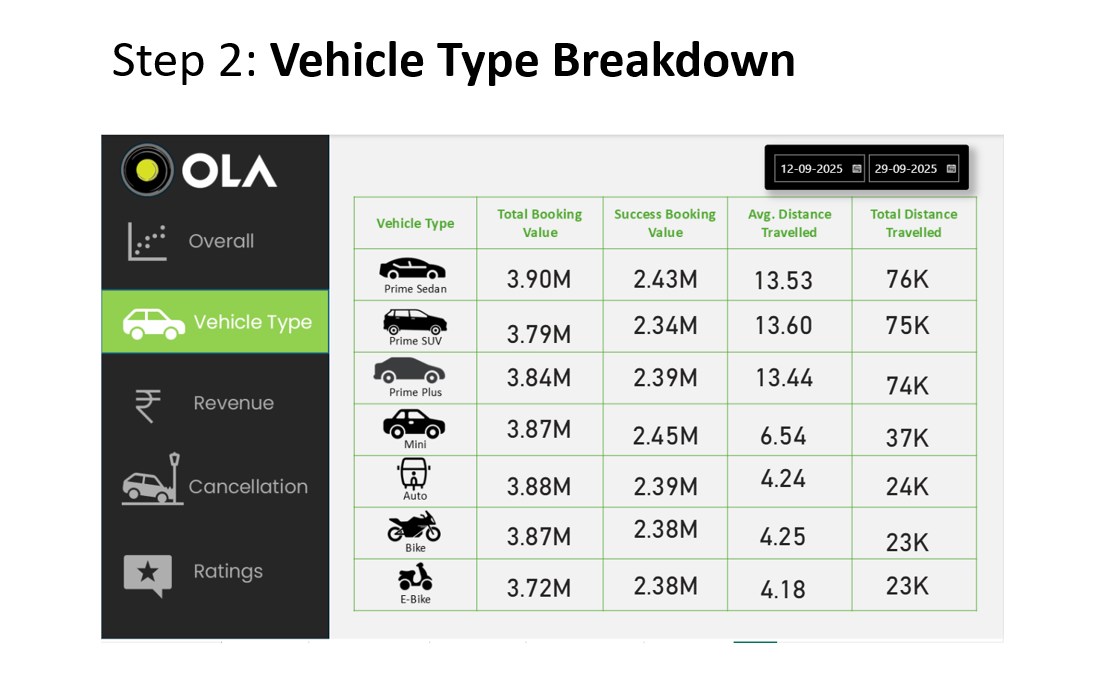 Step 2: Vehicle Type Breakdown
OLA
12-09-2025 29-09-2025
Overall
Vehicle Type
Revenue
Cancellation
Ratings
Vehicle Type Total Booking Value Success Booking Value Avg. Distance Travelled Total Distance Travelled
Prime Sedan 3.90M 2.43M 13.53 76K
Prime SUV 3.79M 2.34M 13.60 75K
Prime Plus 3.84M 2.39M 13.44 74K
Mini 3.87M 2.45M 6.54 37K
Auto 3.88M 2.39M 4.24 24K
Bike 3.87M 2.38M 4.25 23K
E-Bike 3.72M 2.38M 4.18 23K